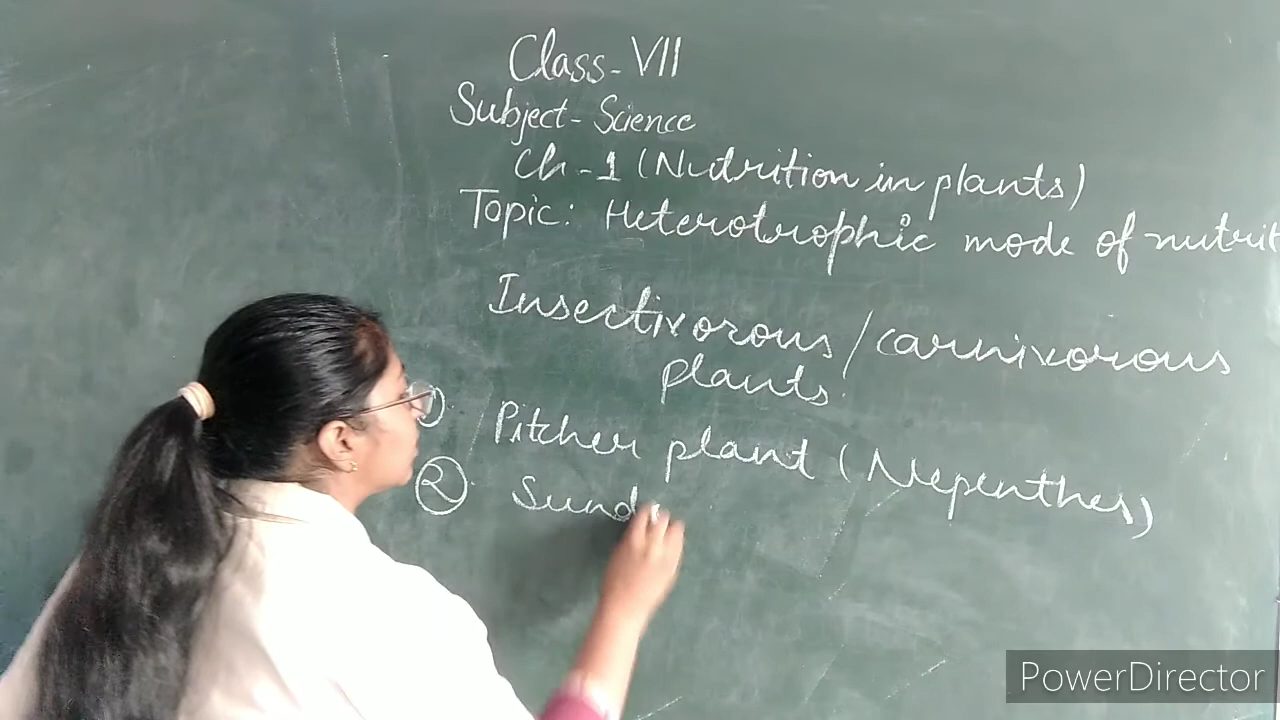 Class-VII
Subject-Science
Ch-1 (Nutrition in plants)
Topic: Heterotrophic mode of nutrit
Insectivorous/carnivorous
plants
① Pitcher plant (Nepenthes)
② Sund
PowerDirector